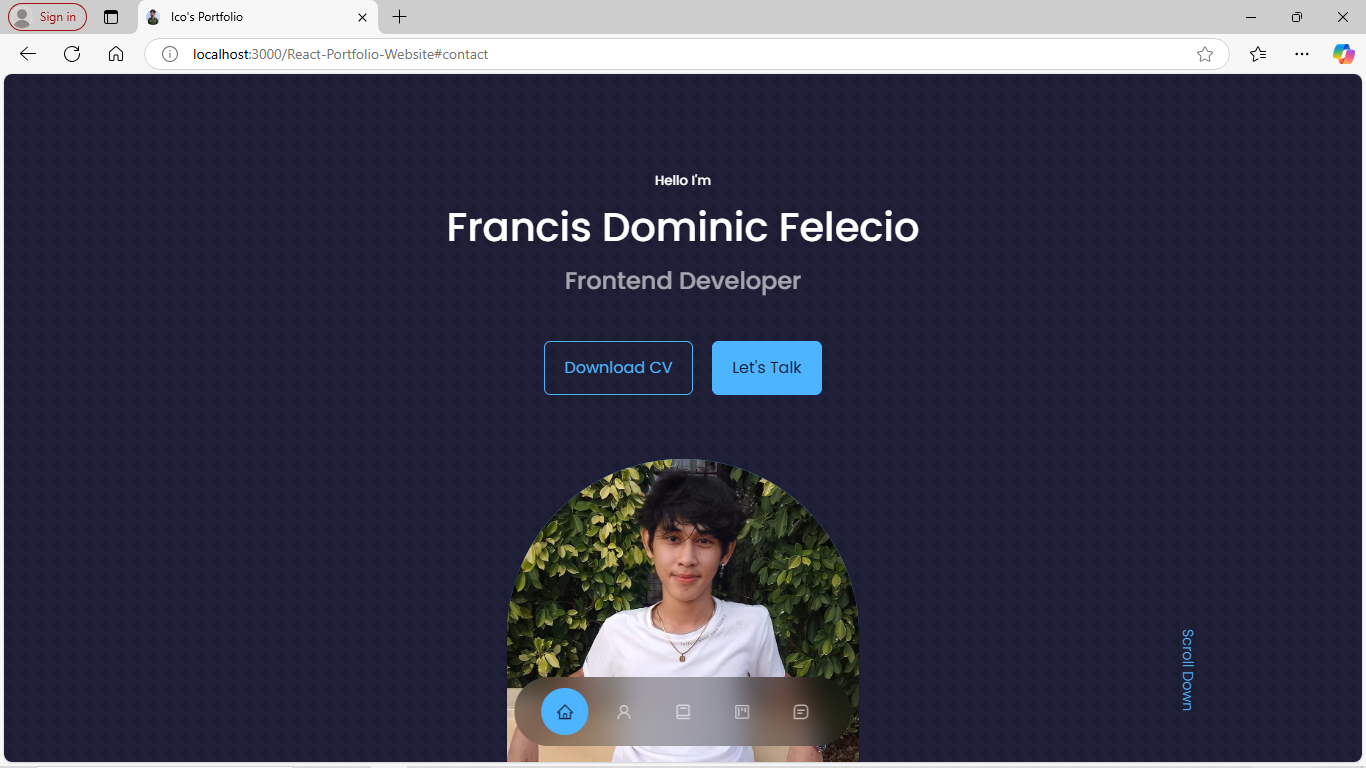 Sign in
Ico's Portfolio
localhost:3000/React-Portfolio-Website#contact
Hello I'm
Francis Dominic Felecio
Frontend Developer
Download CV
Let's Talk
Scroll Down